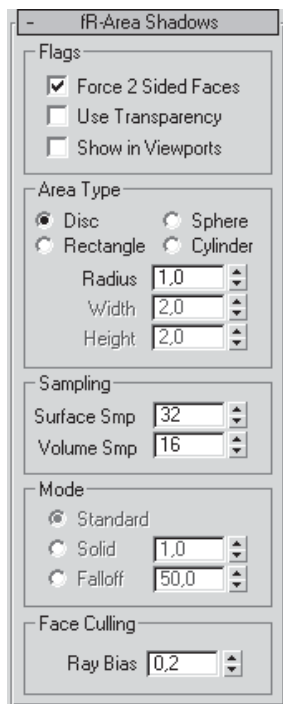 - fR-Area Shadows
Flags
Force 2 Sided Faces
Use Transparency
Show in Viewports
Area Type
Disc Sphere
Rectangle Cylinder
Radius 1,0
Width 2,0
Height 2,0
Sampling
Surface Smp 32
Volume Smp 16
Mode
Standard
Solid 1,0
Falloff 50,0
Face Culling
Ray Bias 0,2